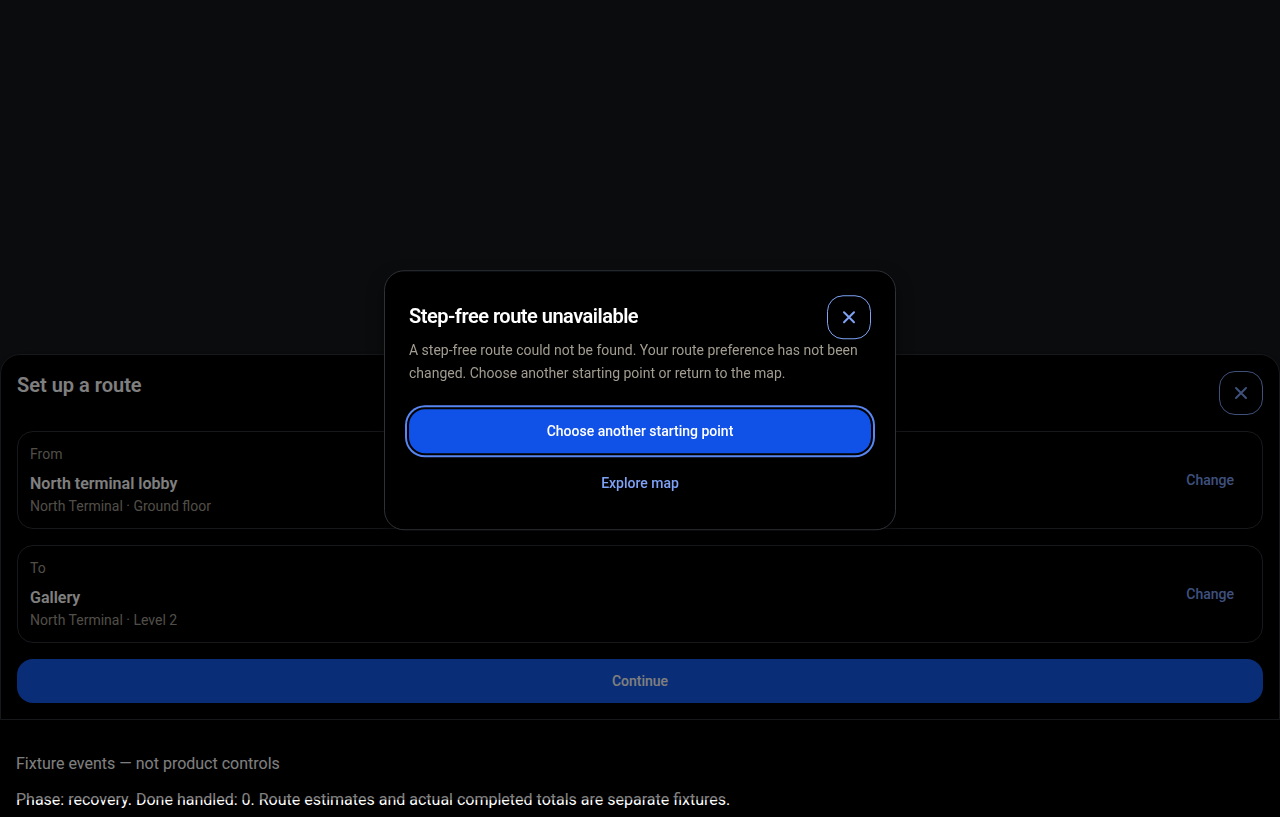 Step-free route unavailable
A step-free route could not be found. Your route preference has not been
changed. Choose another starting point or return to the map.
Choose another starting point
Explore map
Set up a route
From
North terminal lobby
North Terminal · Ground floor
Change
To
Gallery
North Terminal · Level 2
Change
Continue
Fixture events — not product controls
Phase: recovery. Done handled: 0. Route estimates and actual completed totals are separate fixtures.